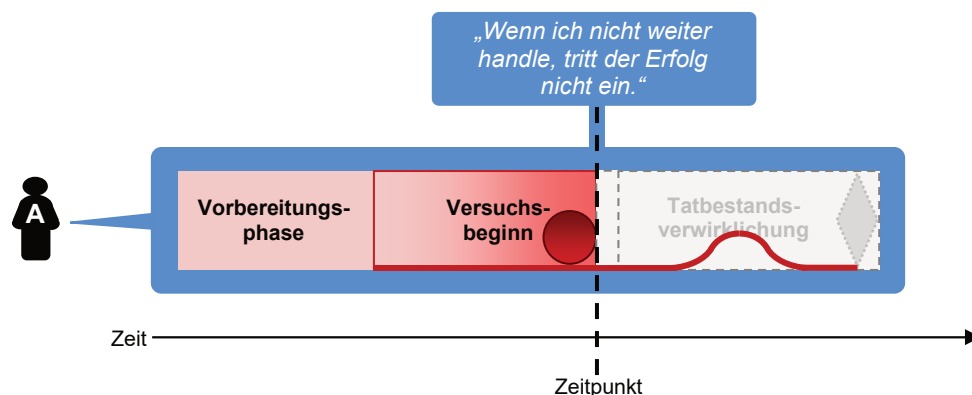 „Wenn ich nicht weiter
handle, tritt der Erfolg
nicht ein.“
A
Vorbereitungs-
phase
Versuchs-
beginn
Tatbestands-
verwirklichung
Zeit
Zeitpunkt